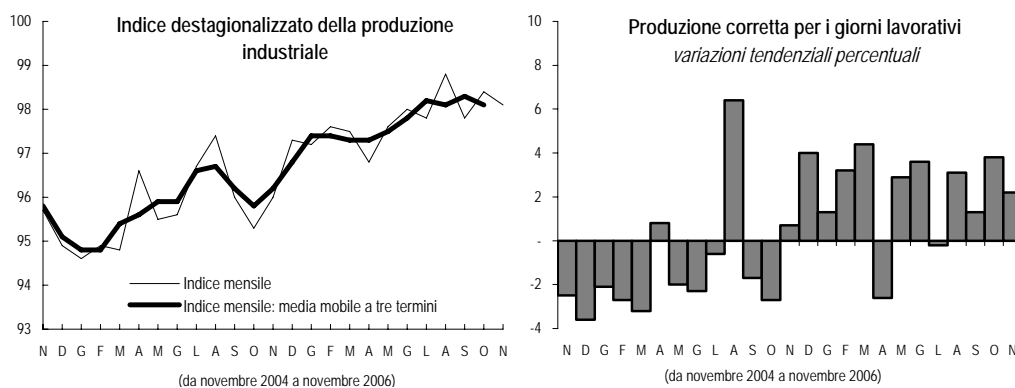 Indice destagionalizzato della produzione
industriale
100
99
98
97
96
95
94
93
Indice mensile
Indice mensile: media mobile a tre termini
N D G F M A M G L A S O N D G F M A M G L A S O N
(da novembre 2004 a novembre 2006)
Produzione corretta per i giorni lavorativi
variazioni tendenziali percentuali
10
8
6
4
2
-
-2
-4
N D G F M A M G L A S O N D G F M A M G L A S O N
(da novembre 2004 a novembre 2006)